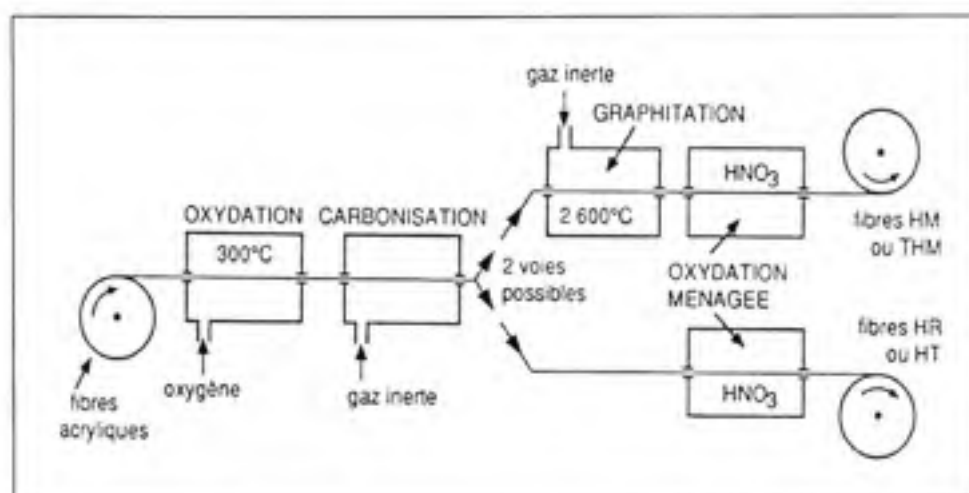 gaz inerte
GRAPHITATION
HNO3
2 600°C
fibres HM
ou THM
OXYDATION
300°C
CARBONISATION
2 voies
possibles
OXYDATION
MENAGEE
fibres HR
ou HT
HNO3
oxygène
gaz inerte
fibres
acryliques